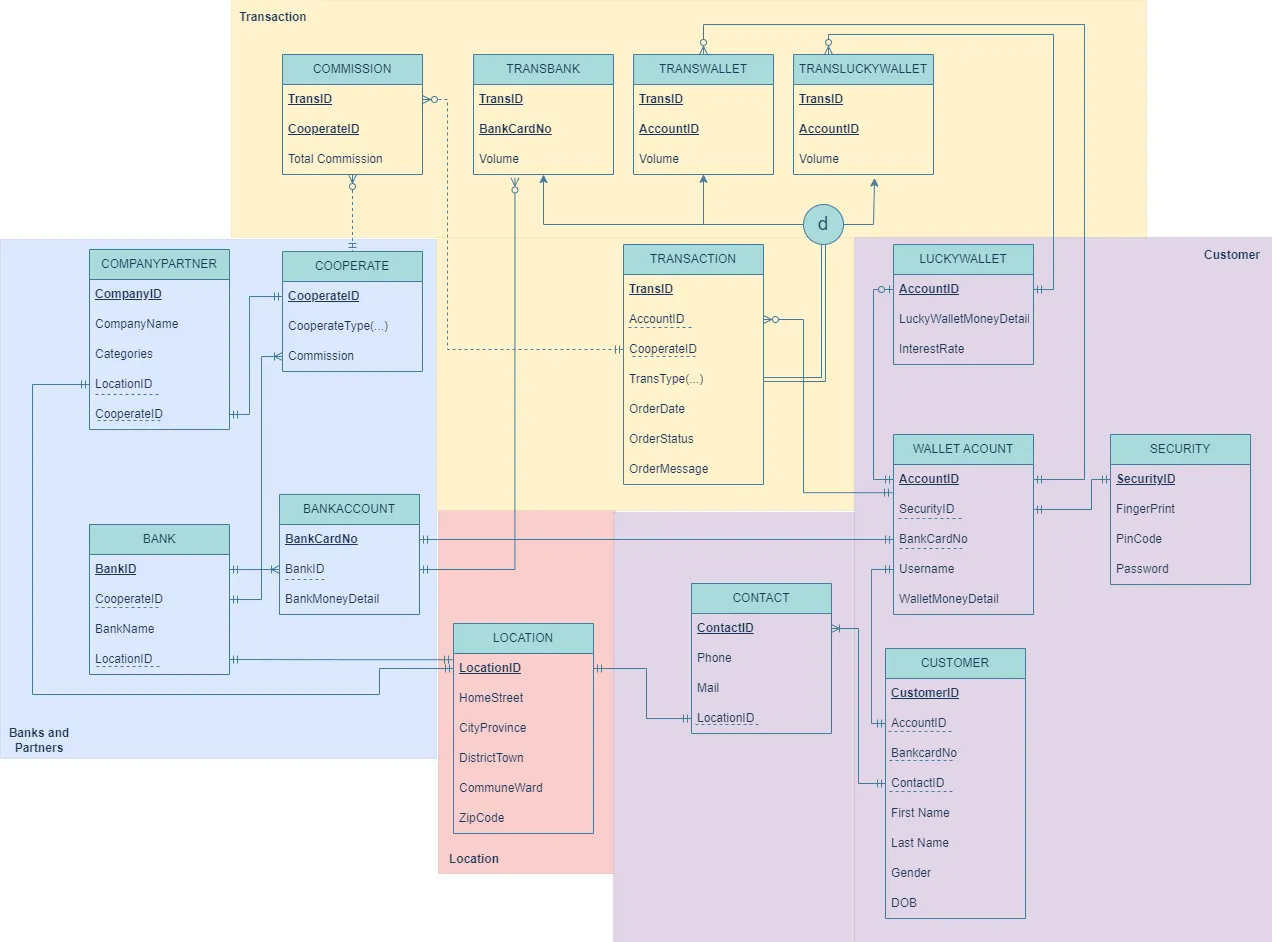 Transaction
COMMISSION
TransID
CooperateID
Total Commission
TRANSBANK
TransID
BankCardNo
Volume
TRANSWALLET
TransID
AccountID
Volume
TRANSLUCKYWALLET
TransID
AccountID
Volume
d
COMPANYPARTNER
CompanyID
CompanyName
Categories
LocationID
CooperateID
COOPERATE
CooperateID
CooperateType(...)
Commission
TRANSACTION
TransID
AccountID
CooperateID
TransType(...)
OrderDate
OrderStatus
OrderMessage
Customer
LUCKYWALLET
AccountID
LuckyWalletMoneyDetail
InterestRate
WALLET ACOUNT
AccountID
SecurityID
BankCardNo
Username
WalletMoneyDetail
SECURITY
SecurityID
FingerPrint
PinCode
Password
BANK
BankID
CooperateID
BankName
LocationID
BANKACCOUNT
BankCardNo
BankID
BankMoneyDetail
Banks and
Partners
LOCATION
LocationID
HomeStreet
CityProvince
DistrictTown
CommuneWard
ZipCode
Location
CONTACT
ContactID
Phone
Mail
LocationID
CUSTOMER
CustomerID
AccountID
BankcardNo
ContactID
First Name
Last Name
Gender
DOB